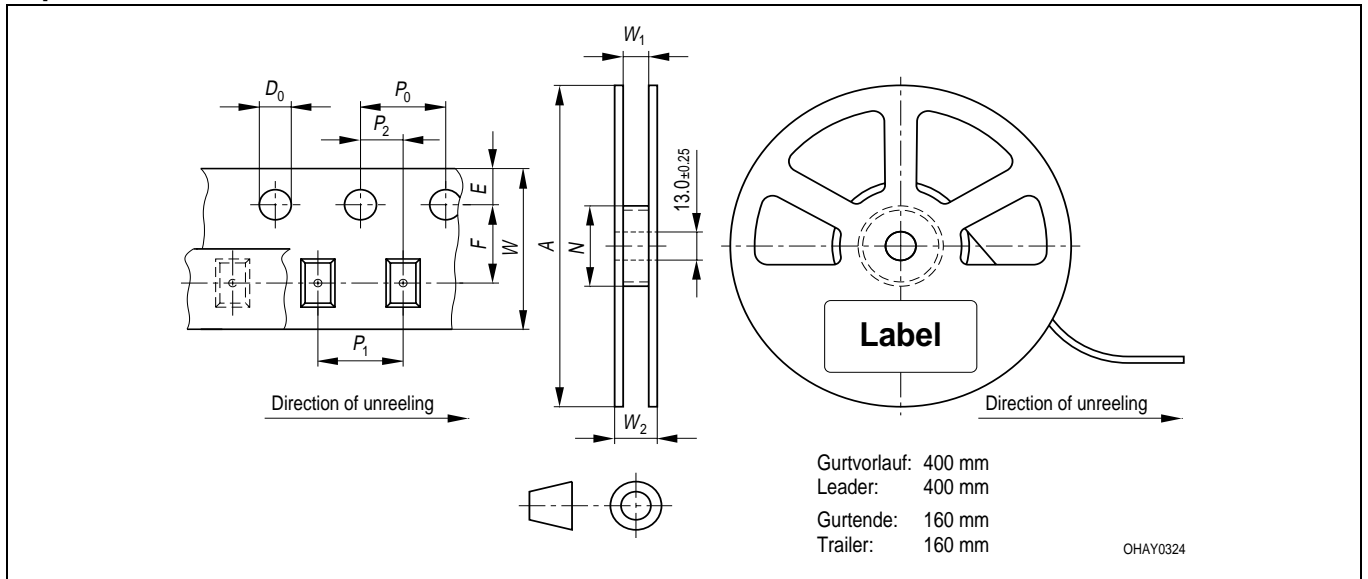 W1
D0
P0
P2
E
F
W
A
N
13.0±0.25
Label
P1
Direction of unreeling
W2
Direction of unreeling
Gurtvorlauf: 400 mm
Leader: 400 mm
Gurtende: 160 mm
Trailer: 160 mm
OHAY0324